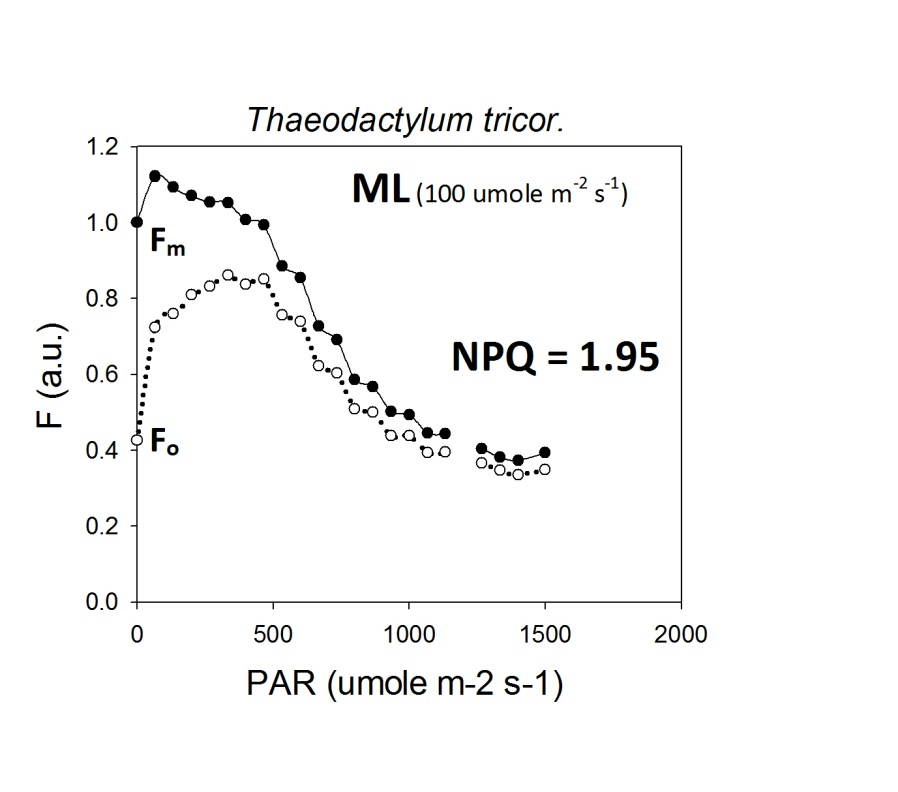 Thaeodactylum tricor.
1.2
ML (100 umole m⁻² s⁻¹)
1.0
Fm
0.8
NPQ = 1.95
0.6
F (a.u.)
0.4
Fo
0.2
0.0
0 500 1000 1500 2000
PAR (umole m-2 s-1)